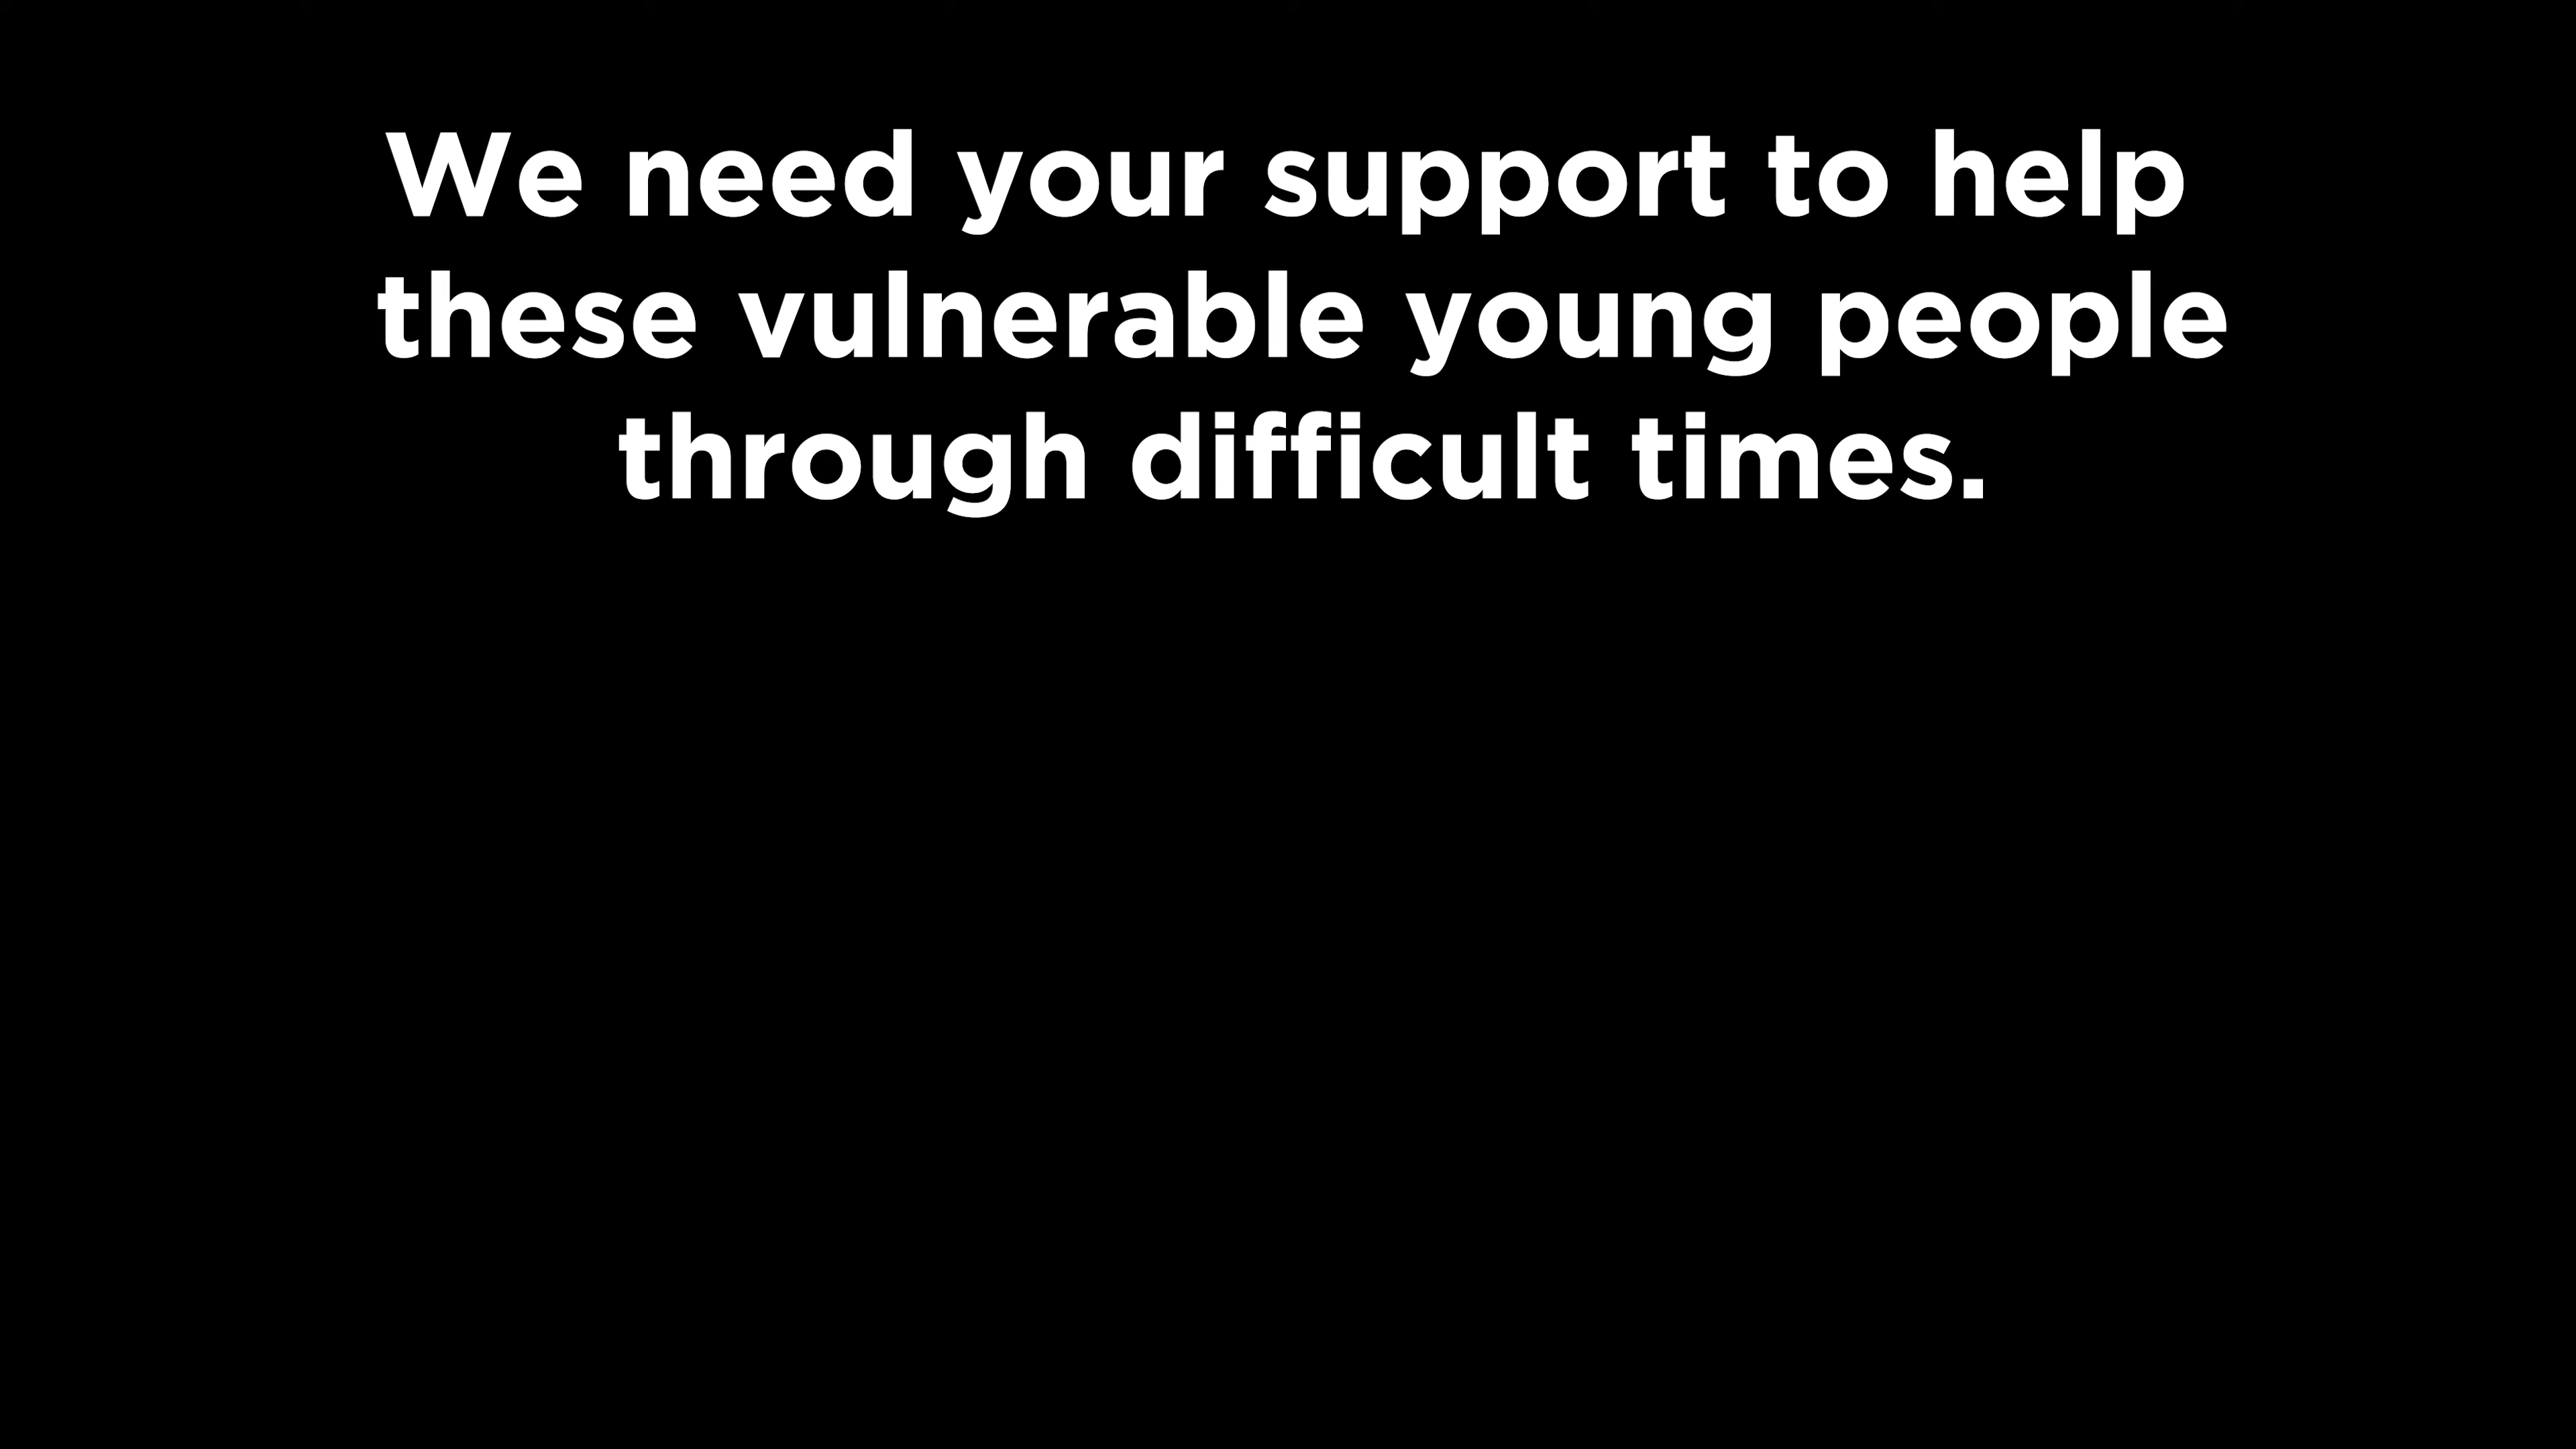 We need your support to help
these vulnerable young people
through difficult times.